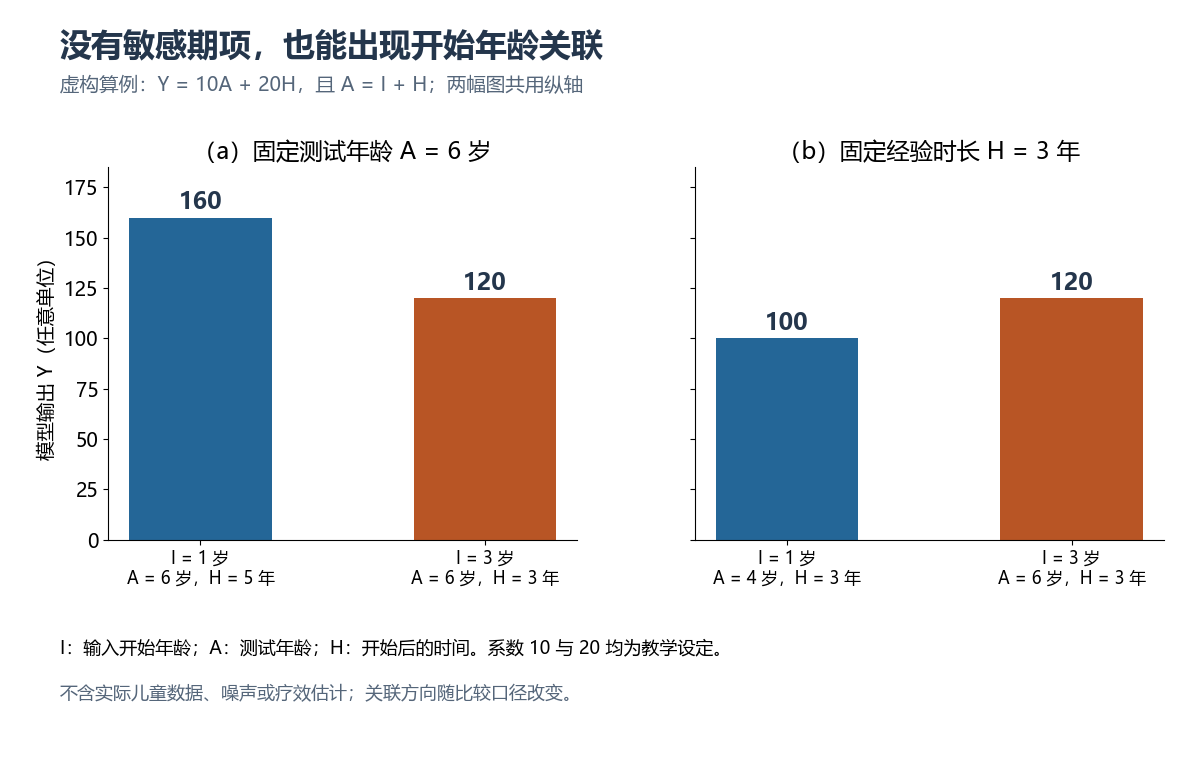 没有敏感期项，也能出现开始年龄关联
虚构算例：Y = 10A + 20H，且 A = I + H；两幅图共用纵轴
（a）固定测试年龄 A = 6 岁
模型输出 Y（任意单位）
175
150
125
100
75
50
25
0
160
120
I = 1 岁
A = 6 岁，H = 5 年
I = 3 岁
A = 6 岁，H = 3 年
（b）固定经验时长 H = 3 年
100
120
I = 1 岁
A = 4 岁，H = 3 年
I = 3 岁
A = 6 岁，H = 3 年
I：输入开始年龄；A：测试年龄；H：开始后的时间。系数 10 与 20 均为教学设定。
不含实际儿童数据、噪声或疗效估计；关联方向随比较口径改变。